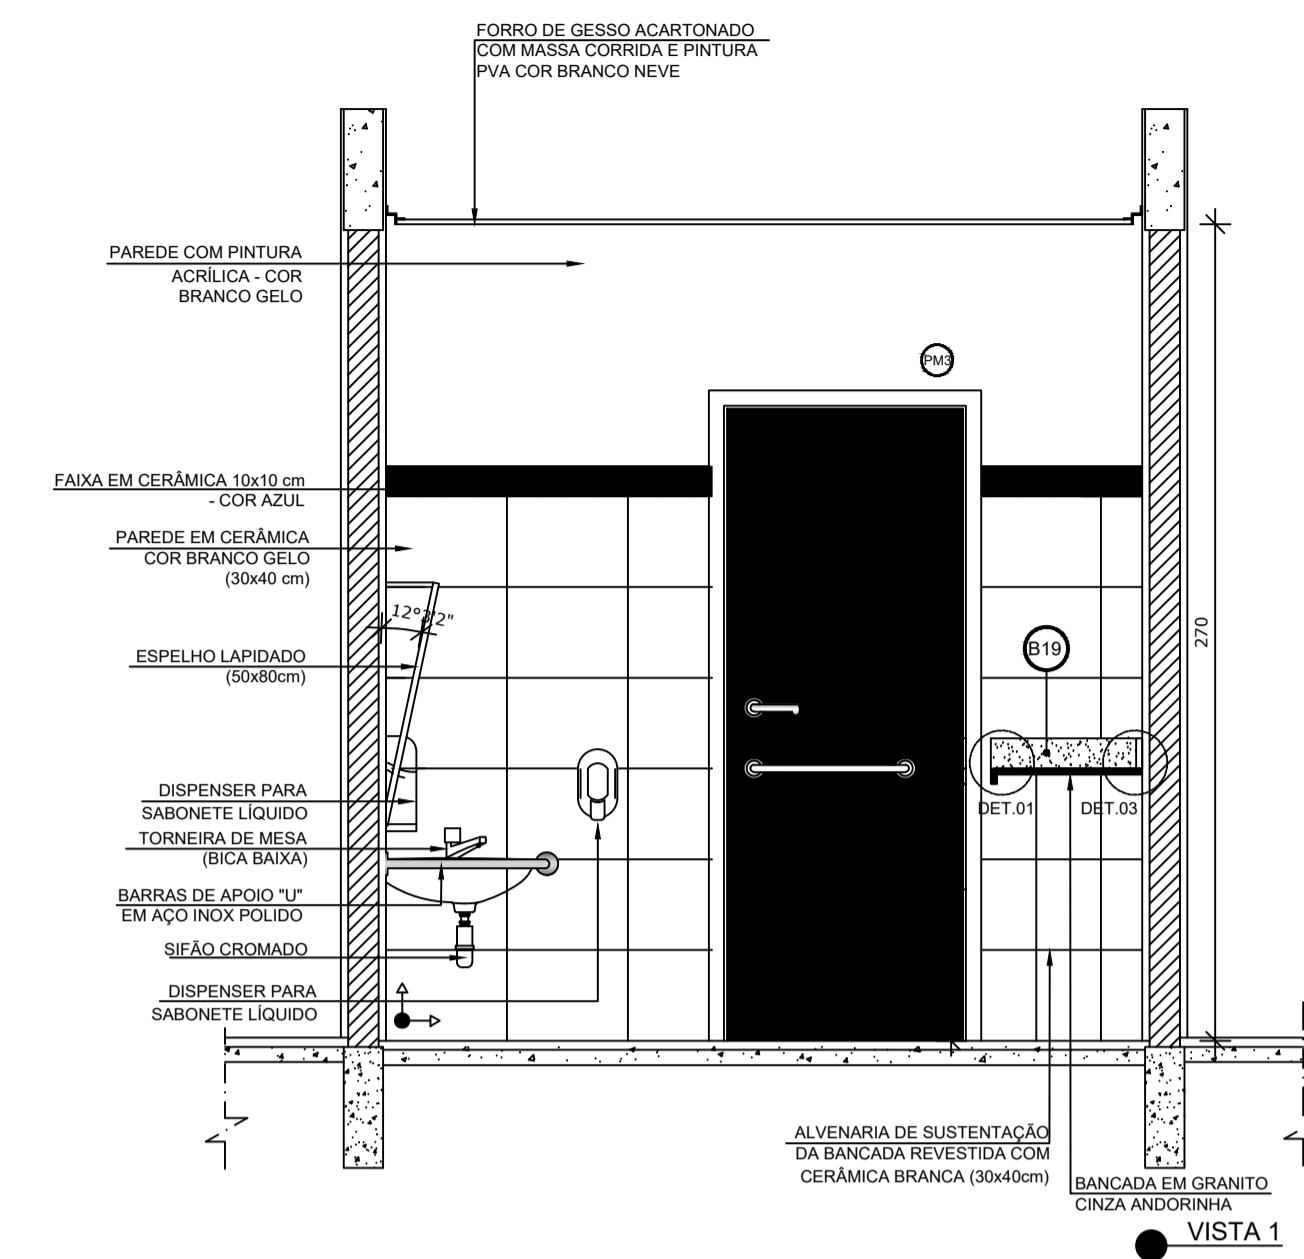 FORRO DE GESSO ACARTONADO
COM MASSA CORRIDA E PINTURA
PVA COR BRANCO NEVE
PAREDE COM PINTURA
ACRÍLICA - COR
BRANCO GELO
PM3
FAIXA EM CERÂMICA 10x10 cm
- COR AZUL
PAREDE EM CERÂMICA
COR BRANCO GELO
(30x40 cm)
12°3'2"
270
B19
ESPELHO LAPIDADO
(50x80cm)
DISPENSER PARA
SABONETE LÍQUIDO
DET.01
DET.03
TORNEIRA DE MESA
(BICA BAIXA)
BARRAS DE APOIO "U"
EM AÇO INOX POLIDO
SIFÃO CROMADO
DISPENSER PARA
SABONETE LÍQUIDO
ALVENARIA DE SUSTENTAÇÃO
DA BANCADA REVESTIDA COM
CERÂMICA BRANCA (30x40cm)
BANCADA EM GRANITO
CINZA ANDORINHA
VISTA 1